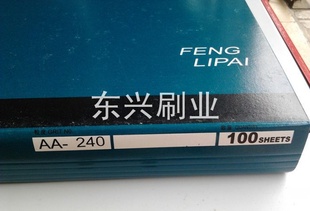 FENG
LIPAI
东兴刷业
AA- 240
100 SHEETS